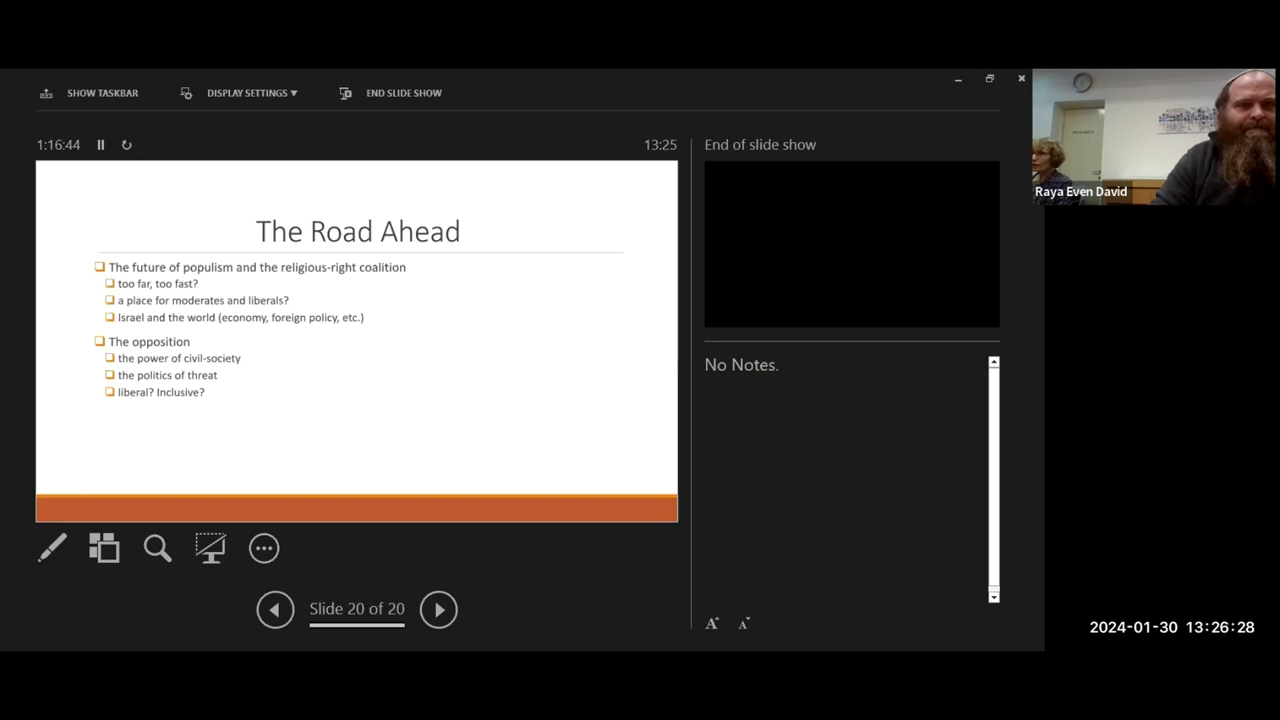 SHOW TASKBAR
DISPLAY SETTINGS ▼
END SLIDE SHOW
1:16:44
13:25
End of slide show
The Road Ahead
The future of populism and the religious-right coalition
too far, too fast?
a place for moderates and liberals?
Israel and the world (economy, foreign policy, etc.)
The opposition
the power of civil-society
the politics of threat
liberal? Inclusive?
No Notes.
Slide 20 of 20
A A
Raya Even David
2024-01-30 13:26:28